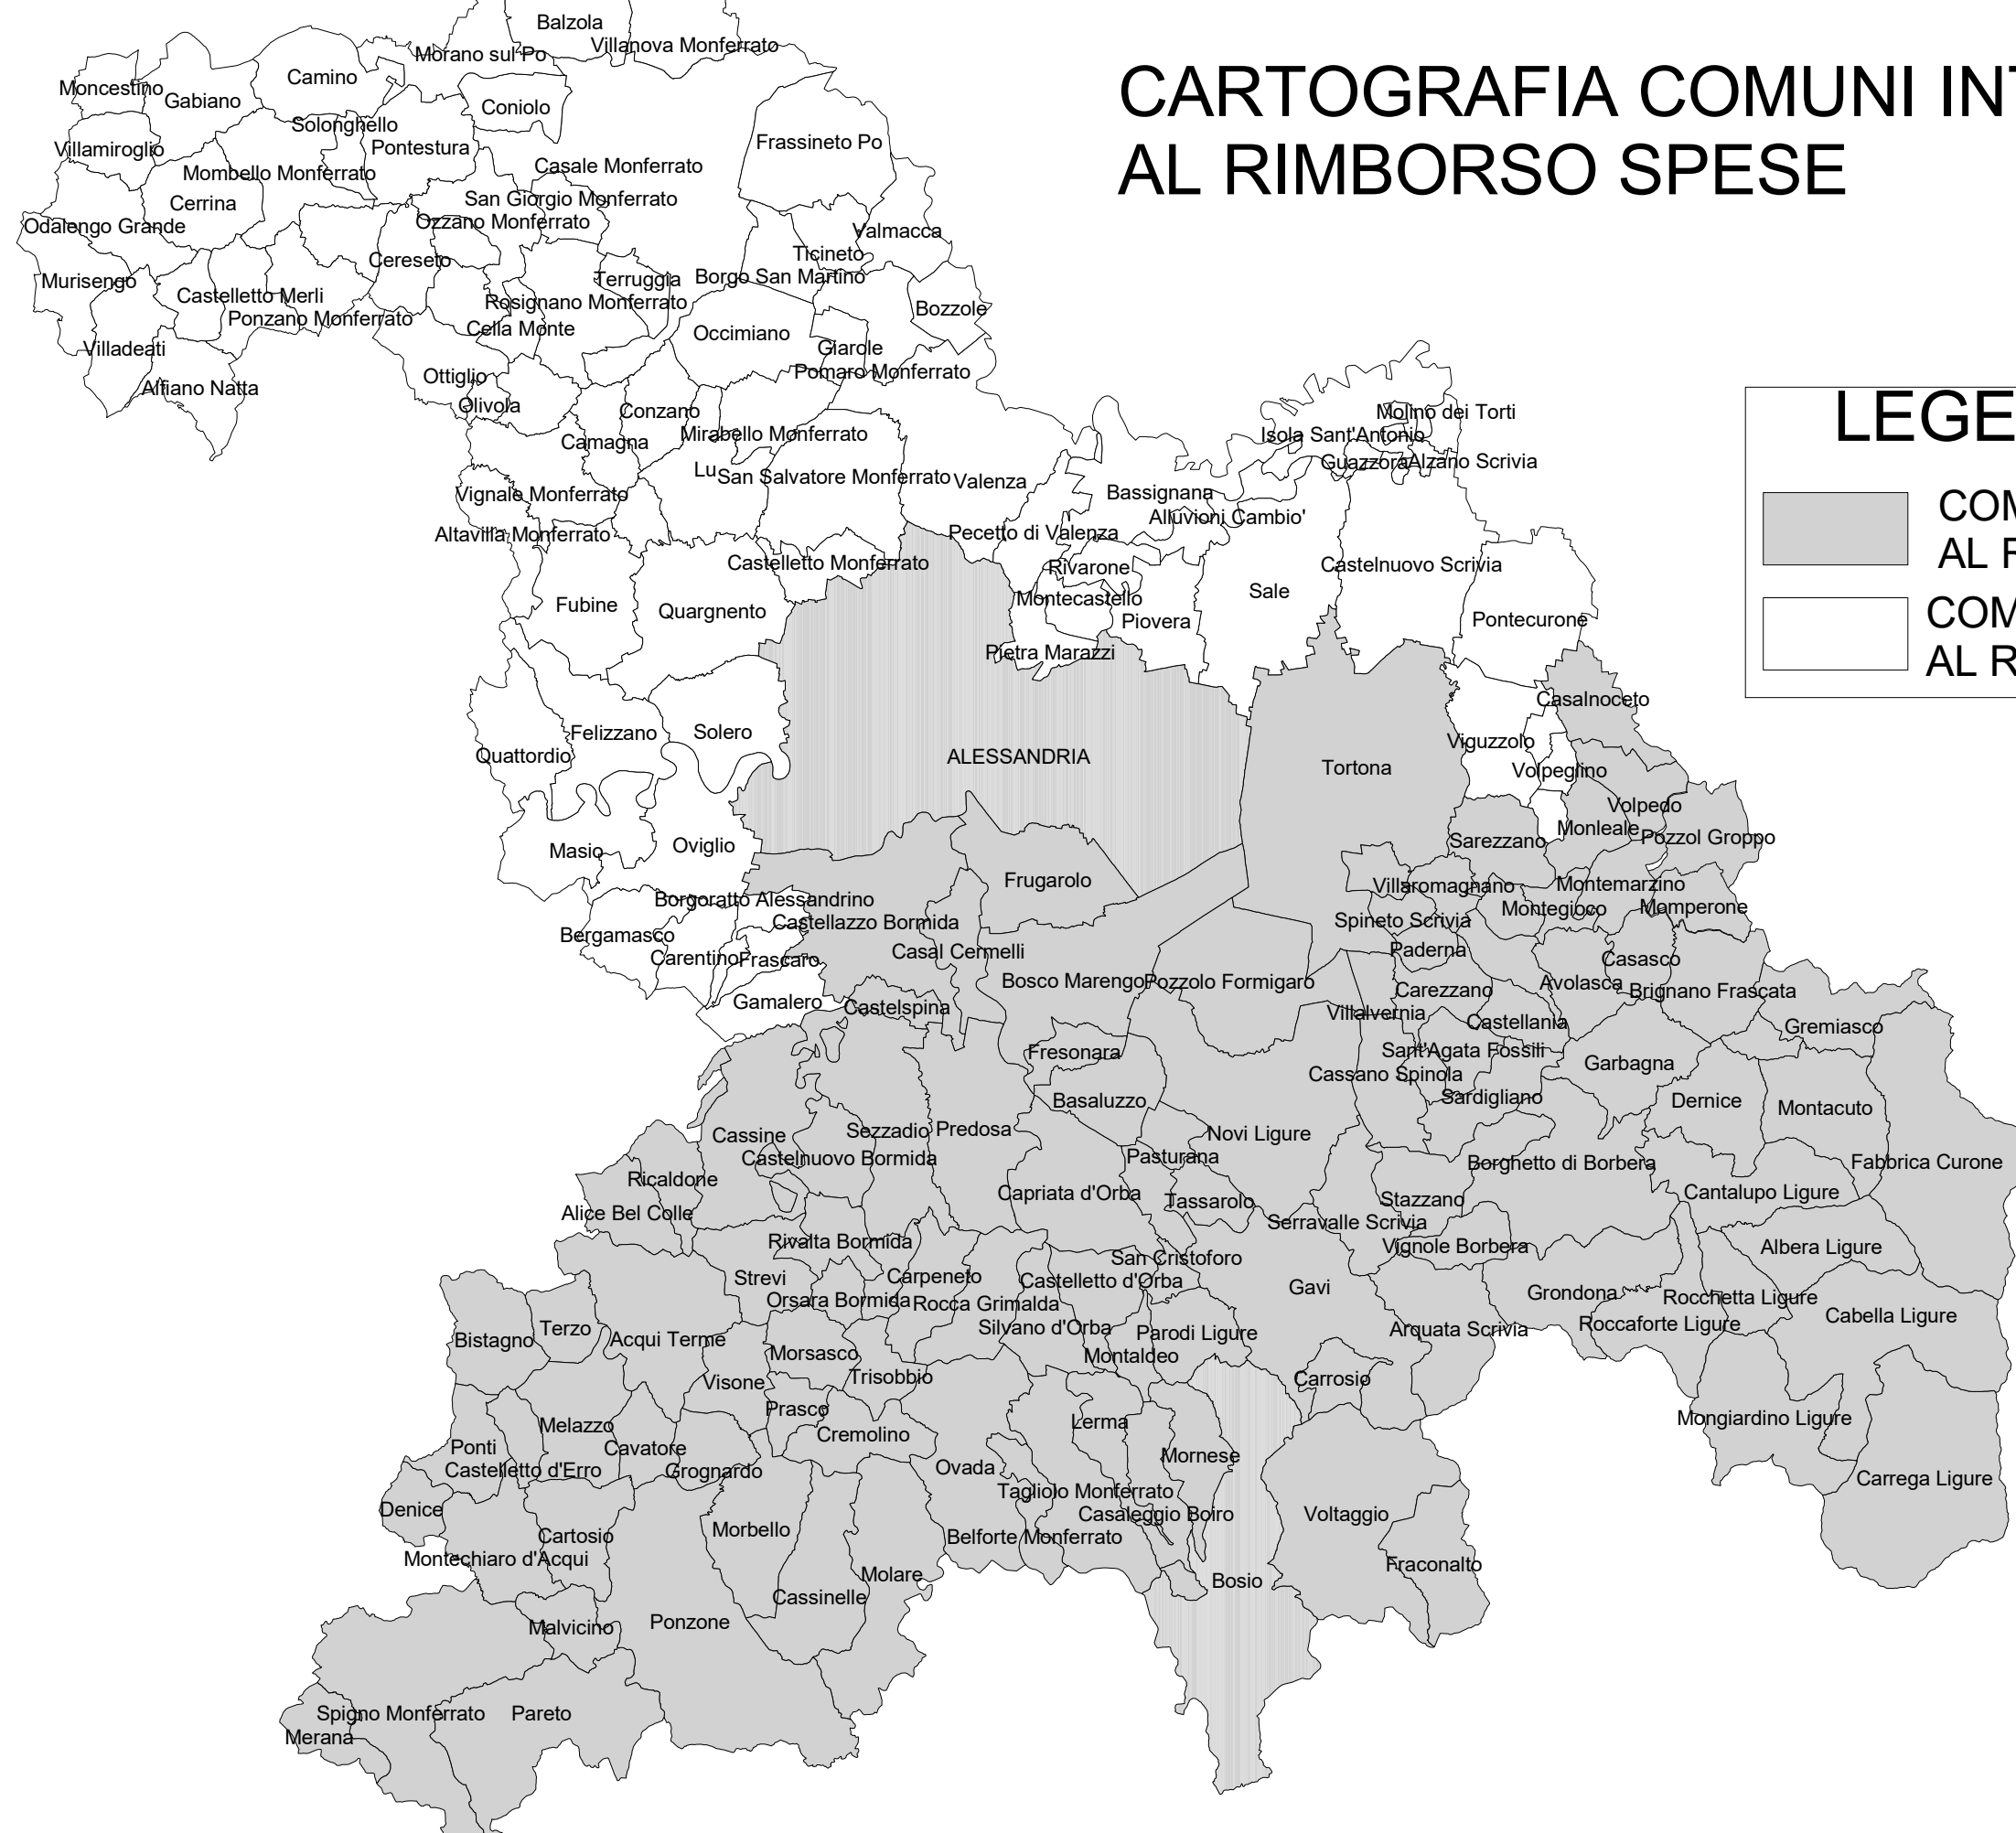 CARTOGRAFIA COMUNI INT
AL RIMBORSO SPESE
LEGE
COM
AL R
COM
AL R
Balzola
Villanova Monferrato
Morano sul Po
Camino
Moncestino
Gabiano
Coniolo
Solonghello
Frassineto Po
Villamiroglio
Pontestura
Casale Monferrato
Mombello Monferrato
Cerrina
San Giorgio Monferrato
Ozzano Monferrato
Odalengo Grande
Valmacca
Ticineto
Cereseto
Murisengo
Terruggia
Borgo San Martino
Castelletto Merli
Rosignano Monferrato
Bozzole
Ponzano Monferrato
Cella Monte
Occimiano
Villadeati
Giarole
Pomaro Monferrato
Ottiglio
Alfiano Natta
Olivola
Conzano
Molino dei Torti
Mirabello Monferrato
Isola Sant'Antonio
Camagna
Guazzora
Alzano Scrivia
Lu
San Salvatore Monferrato
Valenza
Vignale Monferrato
Bassignana
Alluvioni Cambio'
Altavilla Monferrato
Pecetto di Valenza
Castelletto Monferrato
Rivarone
Castelnuovo Scrivia
Sale
Fubine
Quargnento
Montecastello
Piovera
Pontecurone
Pietra Marazzi
Casalnoceto
Felizzano
Solero
Viguzzolo
Quattordio
ALESSANDRIA
Tortona
Volpeglino
Volpedo
Monleale
Pozzol Groppo
Sarezzano
Masio
Oviglio
Frugarolo
Villaromagnano
Montemarzino
Borgoratto Alessandrino
Montegioco
Momperone
Castellazzo Bormida
Spineto Scrivia
Bergamasco
Casal Cermelli
Paderna
Carentino
Frascaro
Casasco
Bosco Marengo
Pozzolo Formigaro
Avolasca
Carezzano
Brignano Frascata
Gamalero
Castelspina
Villalvernia
Castellania
Gremiasco
Fresonara
Sant'Agata Fossili
Garbagna
Cassano Spinola
Basaluzzo
Sardigliano
Dernice
Montacuto
Cassine
Sezzadio
Predosa
Novi Ligure
Castelnuovo Bormida
Pasturana
Borghetto di Borbera
Fabbrica Curone
Ricaldone
Capriata d'Orba
Tassarolo
Stazzano
Cantalupo Ligure
Alice Bel Colle
Serravalle Scrivia
Rivalta Bormida
Vignole Borbera
Albera Ligure
San Cristoforo
Strevi
Carpeneto
Castelletto d'Orba
Gavi
Grondona
Orsara Bormida
Rocca Grimalda
Rocchetta Ligure
Cabella Ligure
Terzo
Silvano d'Orba
Roccaforte Ligure
Bistagno
Acqui Terme
Parodi Ligure
Arquata Scrivia
Morsasco
Montaldeo
Visone
Trisobbio
Carrosio
Prasco
Melazzo
Lerma
Mongiardino Ligure
Cremolino
Ponti
Cavatore
Mornese
Castelletto d'Erro
Grognardo
Ovada
Carrega Ligure
Tagliolo Monferrato
Denice
Casaleggio Boiro
Voltaggio
Cartosio
Morbello
Belforte Monferrato
Montechiaro d'Acqui
Fraconalto
Molare
Bosio
Cassinelle
Malvicino
Ponzone
Spigno Monferrato
Pareto
Merana